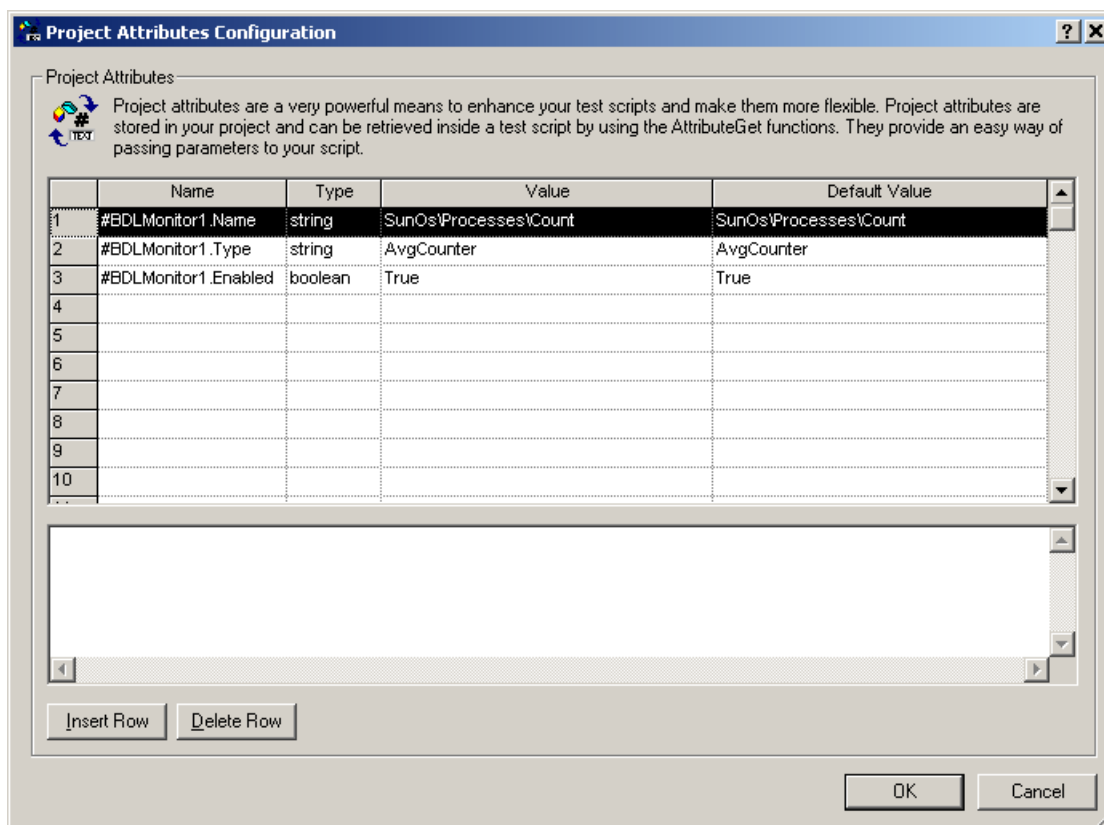 Project Attributes Configuration
Project Attributes
Project attributes are a very powerful means to enhance your test scripts and make them more flexible. Project attributes are
stored in your project and can be retrieved inside a test script by using the AttributeGet functions. They provide an easy way of
passing parameters to your script.
# TEXT
Name Type Value Default Value
1 #BDLMonitor1.Name string SunOs\Processes\Count SunOs\Processes\Count
2 #BDLMonitor1.Type string AvgCounter AvgCounter
3 #BDLMonitor1.Enabled boolean True True
4
5
6
7
8
9
10
Insert Row Delete Row
OK Cancel